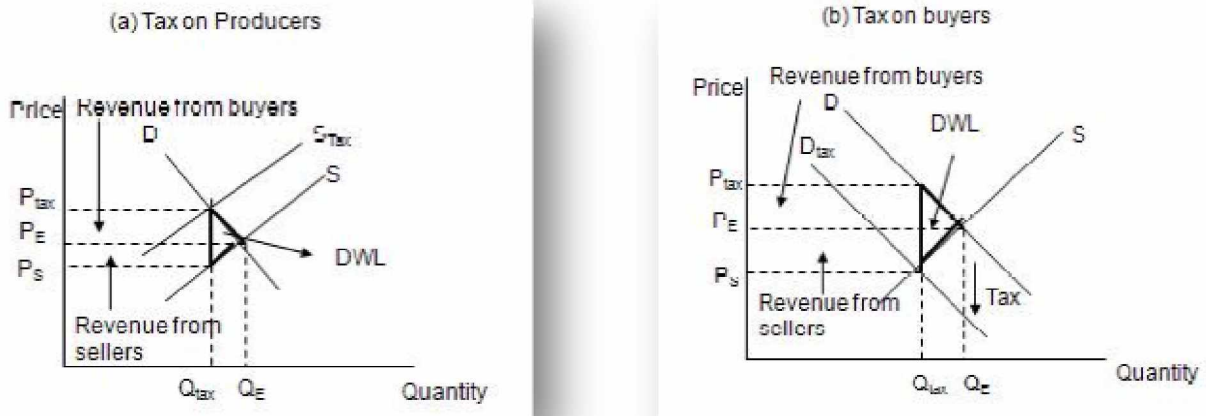 (a) Tax on Producers
Price
Revenue from buyers
D
S_Tax
S
P_tax
P_E
P_S
DWL
Revenue from
sellers
Q_tax
Q_E
Quantity
(b) Tax on buyers
Revenue from buyers
Price
D
DWL
D_tax
S
P_tax
P_E
P_S
Tax
Revenue from
sellers
Q_tax
Q_E
Quantity